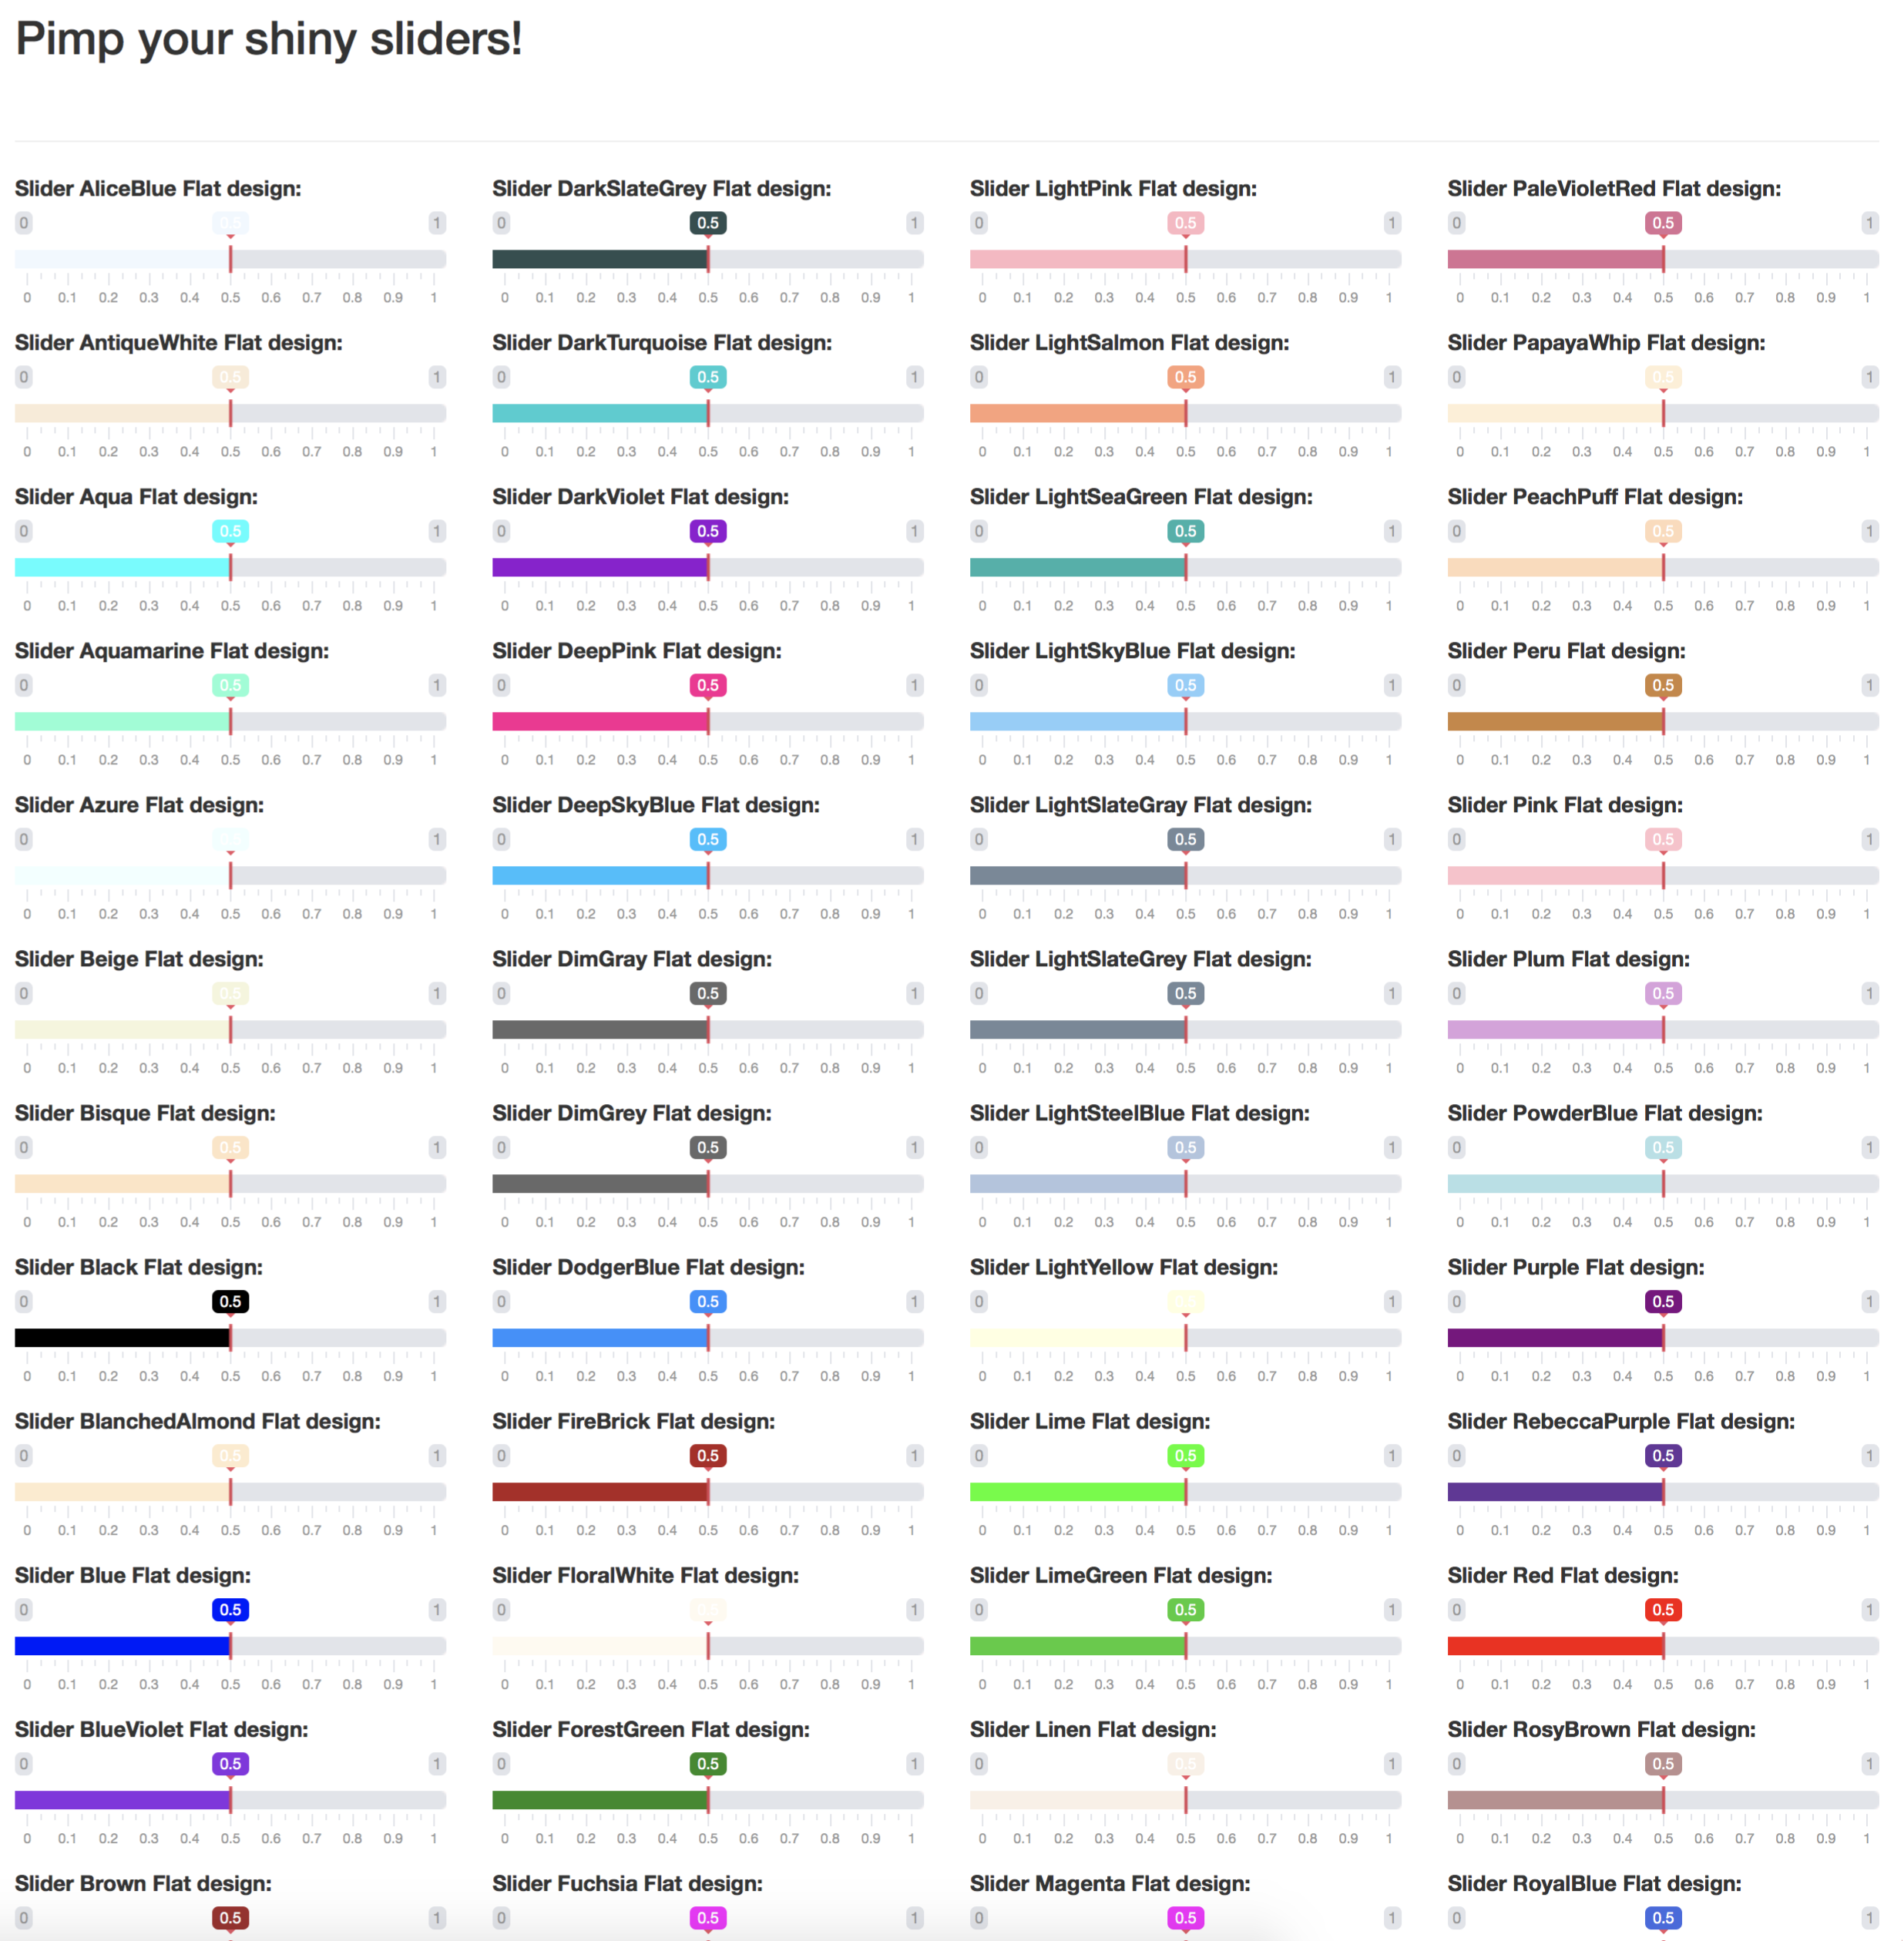 Pimp your shiny sliders!
Slider AliceBlue Flat design:
0 0.5 1
0 0.1 0.2 0.3 0.4 0.5 0.6 0.7 0.8 0.9 1
Slider AntiqueWhite Flat design:
0 0.5 1
0 0.1 0.2 0.3 0.4 0.5 0.6 0.7 0.8 0.9 1
Slider Aqua Flat design:
0 0.5 1
0 0.1 0.2 0.3 0.4 0.5 0.6 0.7 0.8 0.9 1
Slider Aquamarine Flat design:
0 0.5 1
0 0.1 0.2 0.3 0.4 0.5 0.6 0.7 0.8 0.9 1
Slider Azure Flat design:
0 1
0 0.1 0.2 0.3 0.4 0.5 0.6 0.7 0.8 0.9 1
Slider Beige Flat design:
0 0.5 1
0 0.1 0.2 0.3 0.4 0.5 0.6 0.7 0.8 0.9 1
Slider Bisque Flat design:
0 0.5 1
0 0.1 0.2 0.3 0.4 0.5 0.6 0.7 0.8 0.9 1
Slider Black Flat design:
0 0.5 1
0 0.1 0.2 0.3 0.4 0.5 0.6 0.7 0.8 0.9 1
Slider BlanchedAlmond Flat design:
0 0.5 1
0 0.1 0.2 0.3 0.4 0.5 0.6 0.7 0.8 0.9 1
Slider Blue Flat design:
0 0.5 1
0 0.1 0.2 0.3 0.4 0.5 0.6 0.7 0.8 0.9 1
Slider BlueViolet Flat design:
0 0.5 1
0 0.1 0.2 0.3 0.4 0.5 0.6 0.7 0.8 0.9 1
Slider Brown Flat design:
0 0.5 1
Slider DarkSlateGrey Flat design:
0 0.5 1
0 0.1 0.2 0.3 0.4 0.5 0.6 0.7 0.8 0.9 1
Slider DarkTurquoise Flat design:
0 0.5 1
0 0.1 0.2 0.3 0.4 0.5 0.6 0.7 0.8 0.9 1
Slider DarkViolet Flat design:
0 0.5 1
0 0.1 0.2 0.3 0.4 0.5 0.6 0.7 0.8 0.9 1
Slider DeepPink Flat design:
0 0.5 1
0 0.1 0.2 0.3 0.4 0.5 0.6 0.7 0.8 0.9 1
Slider DeepSkyBlue Flat design:
0 0.5 1
0 0.1 0.2 0.3 0.4 0.5 0.6 0.7 0.8 0.9 1
Slider DimGray Flat design:
0 0.5 1
0 0.1 0.2 0.3 0.4 0.5 0.6 0.7 0.8 0.9 1
Slider DimGrey Flat design:
0 0.5 1
0 0.1 0.2 0.3 0.4 0.5 0.6 0.7 0.8 0.9 1
Slider DodgerBlue Flat design:
0 0.5 1
0 0.1 0.2 0.3 0.4 0.5 0.6 0.7 0.8 0.9 1
Slider FireBrick Flat design:
0 0.5 1
0 0.1 0.2 0.3 0.4 0.5 0.6 0.7 0.8 0.9 1
Slider FloralWhite Flat design:
0 1
0 0.1 0.2 0.3 0.4 0.5 0.6 0.7 0.8 0.9 1
Slider ForestGreen Flat design:
0 0.5 1
0 0.1 0.2 0.3 0.4 0.5 0.6 0.7 0.8 0.9 1
Slider Fuchsia Flat design:
0 0.5 1
Slider LightPink Flat design:
0 0.5 1
0 0.1 0.2 0.3 0.4 0.5 0.6 0.7 0.8 0.9 1
Slider LightSalmon Flat design:
0 0.5 1
0 0.1 0.2 0.3 0.4 0.5 0.6 0.7 0.8 0.9 1
Slider LightSeaGreen Flat design:
0 0.5 1
0 0.1 0.2 0.3 0.4 0.5 0.6 0.7 0.8 0.9 1
Slider LightSkyBlue Flat design:
0 0.5 1
0 0.1 0.2 0.3 0.4 0.5 0.6 0.7 0.8 0.9 1
Slider LightSlateGray Flat design:
0 0.5 1
0 0.1 0.2 0.3 0.4 0.5 0.6 0.7 0.8 0.9 1
Slider LightSlateGrey Flat design:
0 0.5 1
0 0.1 0.2 0.3 0.4 0.5 0.6 0.7 0.8 0.9 1
Slider LightSteelBlue Flat design:
0 0.5 1
0 0.1 0.2 0.3 0.4 0.5 0.6 0.7 0.8 0.9 1
Slider LightYellow Flat design:
0 1
0 0.1 0.2 0.3 0.4 0.5 0.6 0.7 0.8 0.9 1
Slider Lime Flat design:
0 0.5 1
0 0.1 0.2 0.3 0.4 0.5 0.6 0.7 0.8 0.9 1
Slider LimeGreen Flat design:
0 0.5 1
0 0.1 0.2 0.3 0.4 0.5 0.6 0.7 0.8 0.9 1
Slider Linen Flat design:
0 0.5 1
0 0.1 0.2 0.3 0.4 0.5 0.6 0.7 0.8 0.9 1
Slider Magenta Flat design:
0 0.5 1
Slider PaleVioletRed Flat design:
0 0.5 1
0 0.1 0.2 0.3 0.4 0.5 0.6 0.7 0.8 0.9 1
Slider PapayaWhip Flat design:
0 0.5 1
0 0.1 0.2 0.3 0.4 0.5 0.6 0.7 0.8 0.9 1
Slider PeachPuff Flat design:
0 0.5 1
0 0.1 0.2 0.3 0.4 0.5 0.6 0.7 0.8 0.9 1
Slider Peru Flat design:
0 0.5 1
0 0.1 0.2 0.3 0.4 0.5 0.6 0.7 0.8 0.9 1
Slider Pink Flat design:
0 0.5 1
0 0.1 0.2 0.3 0.4 0.5 0.6 0.7 0.8 0.9 1
Slider Plum Flat design:
0 0.5 1
0 0.1 0.2 0.3 0.4 0.5 0.6 0.7 0.8 0.9 1
Slider PowderBlue Flat design:
0 0.5 1
0 0.1 0.2 0.3 0.4 0.5 0.6 0.7 0.8 0.9 1
Slider Purple Flat design:
0 0.5 1
0 0.1 0.2 0.3 0.4 0.5 0.6 0.7 0.8 0.9 1
Slider RebeccaPurple Flat design:
0 0.5 1
0 0.1 0.2 0.3 0.4 0.5 0.6 0.7 0.8 0.9 1
Slider Red Flat design:
0 0.5 1
0 0.1 0.2 0.3 0.4 0.5 0.6 0.7 0.8 0.9 1
Slider RosyBrown Flat design:
0 0.5 1
0 0.1 0.2 0.3 0.4 0.5 0.6 0.7 0.8 0.9 1
Slider RoyalBlue Flat design:
0 0.5 1